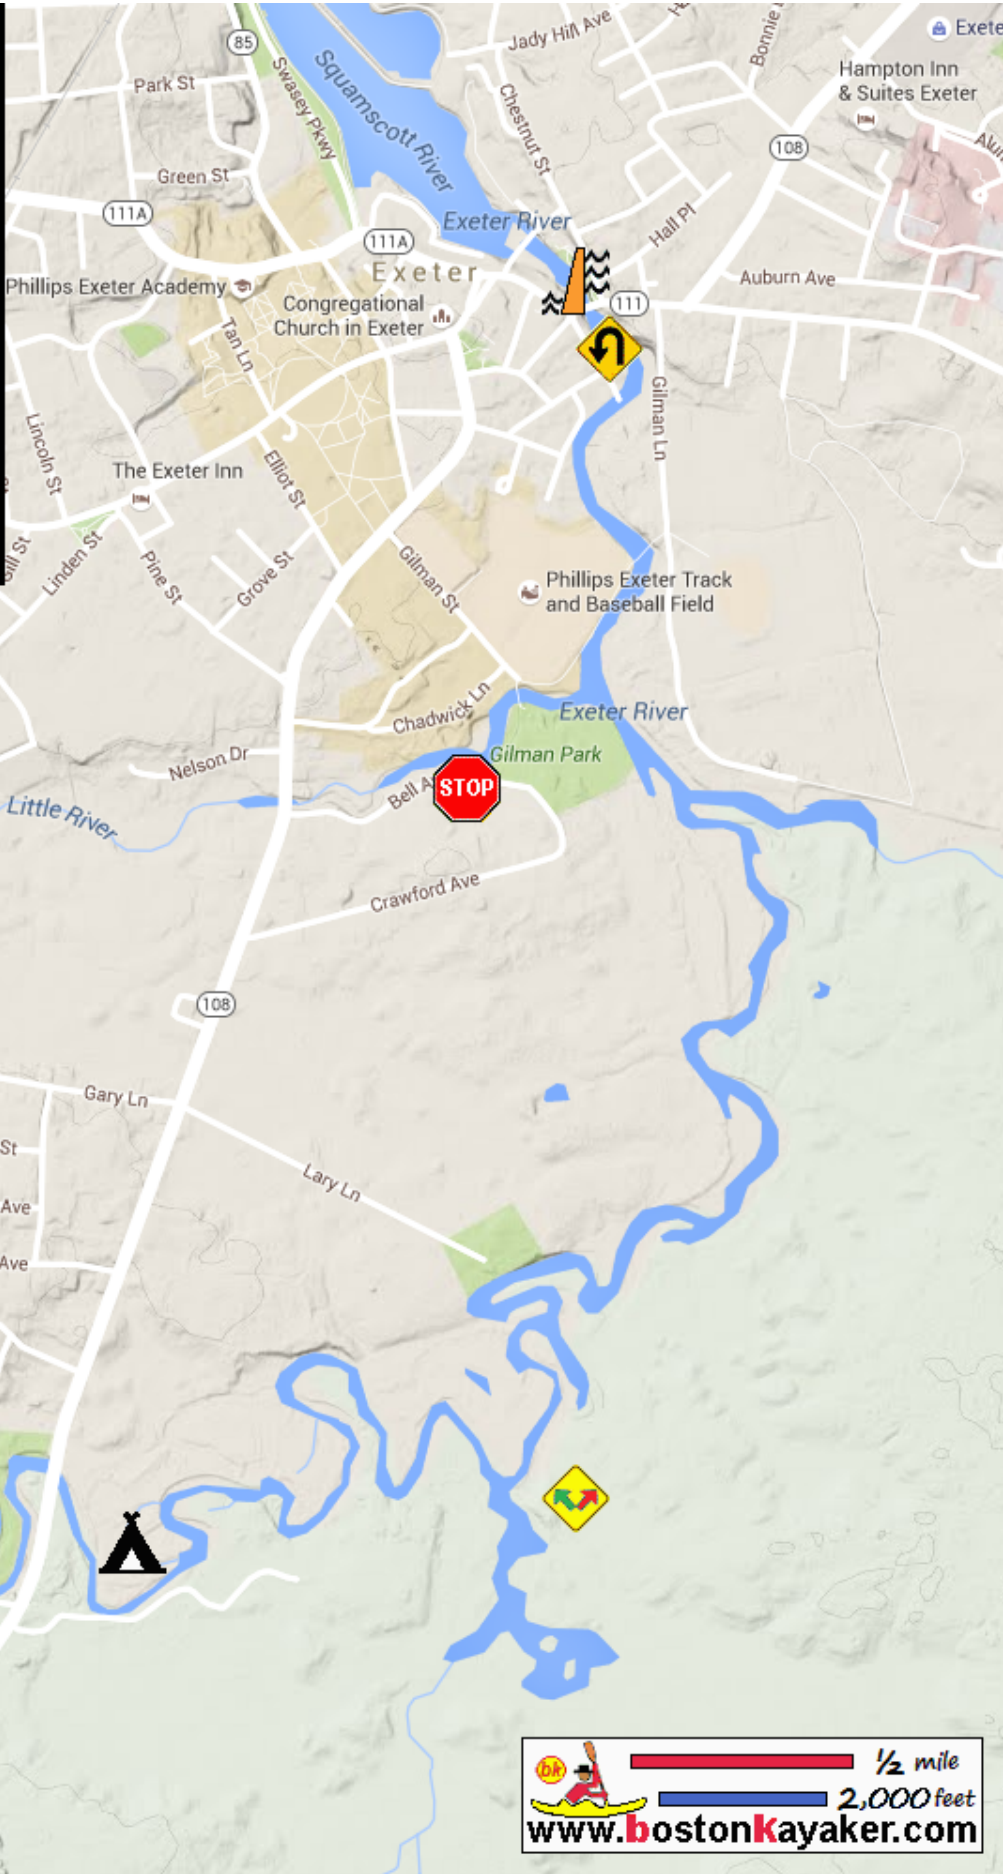 85
Jady Hill Ave
Bonnie
Exete
Park St
Swasey Pkwy
Squamscott River
Chestnut St
Hampton Inn
& Suites Exeter
108
Green St
111A
111A
Exeter River
Hall Pl
Exeter
Phillips Exeter Academy
Auburn Ave
Congregational
Church in Exeter
111
Tan Ln
Gilman Ln
Lincoln St
The Exeter Inn
Elliot St
Gill St
Linden St
Pine St
Grove St
Gilman St
Phillips Exeter Track
and Baseball Field
Chadwick Ln
Exeter River
Nelson Dr
Gilman Park
Little River
Bell A
STOP
Crawford Ave
108
Gary Ln
St
Lary Ln
Ave
Ave
bk
1/2 mile
2,000 feet
www.bostonkayaker.com